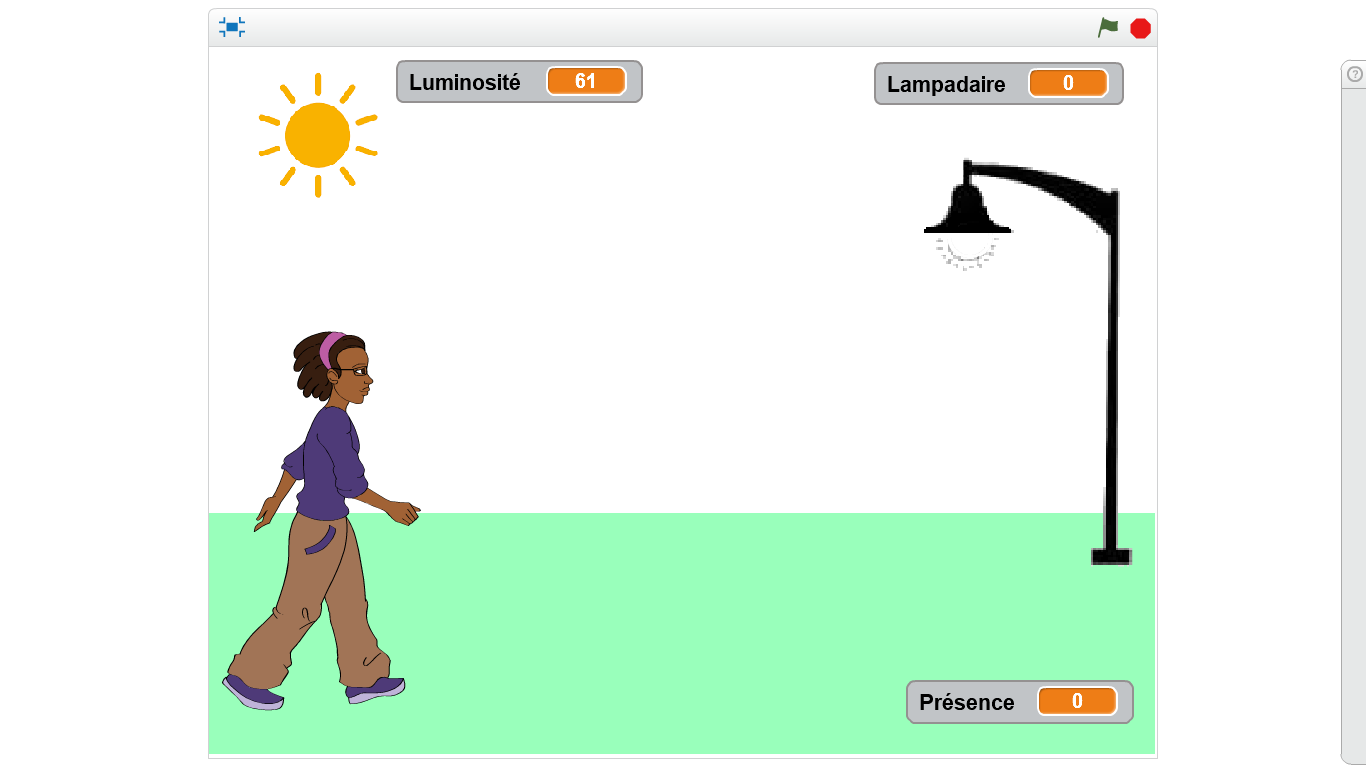 Luminosité 61
Lampadaire 0
?
Présence 0